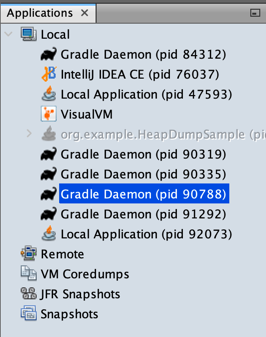 Applications
Local
Gradle Daemon (pid 84312)
IntelliJ IDEA CE (pid 76037)
Local Application (pid 47593)
VisualVM
org.example.HeapDumpSample (pi
Gradle Daemon (pid 90319)
Gradle Daemon (pid 90335)
Gradle Daemon (pid 90788)
Gradle Daemon (pid 91292)
Local Application (pid 92073)
Remote
VM Coredumps
JFR Snapshots
Snapshots